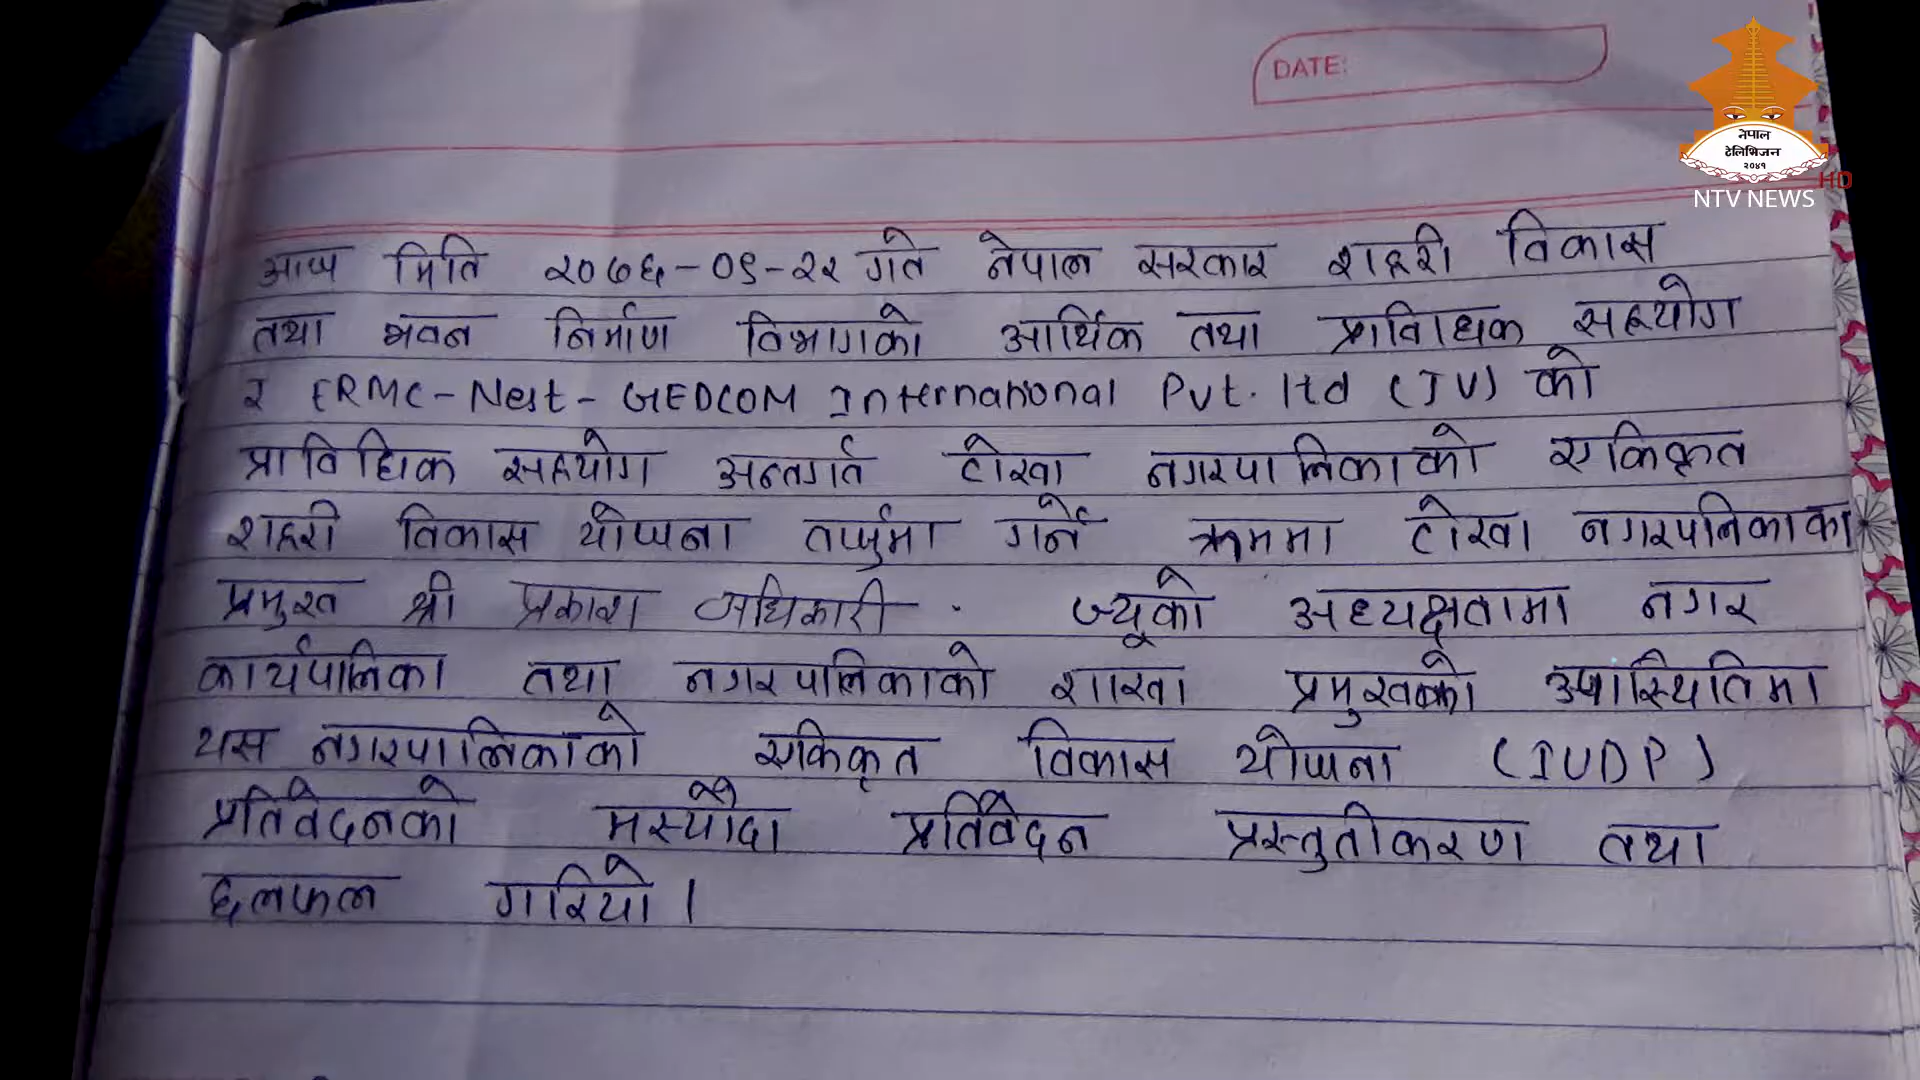 DATE:
नेपाल
टेलिभिजन
२०४१
HD
NTV NEWS
आज मिति २०७६-०९-२२ गते नेपाल सरकार शहरी विकास
तथा भवन निर्माण विभागको आर्थिक तथा प्राविधिक सहयोग
र ERMC-Nest-GEDCOM International Pvt. ltd (JV) को
प्राविधिक सहयोग अन्तर्गत टोखा नगरपालिकाको एकिकृत
शहरी विकास योजना तर्जुमा गर्ने क्रममा टोखा नगरपालिकाका
प्रमुख श्री प्रकाश अधिकारी ज्यूको अध्यक्षतामा नगर
कार्यपालिका तथा नगरपालिकाको शाखा प्रमुखको उपस्थितिमा
यस नगरपालिकाको एकिकृत विकास योजना (IUDP)
प्रतिवेदनको मस्यौदा प्रतिवेदन प्रस्तुतीकरण तथा
छलफल गरियो ।